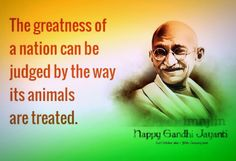 The greatness of
a nation can be
judged by the way
its animals
are treated.
Happy Gandhi Jayanti